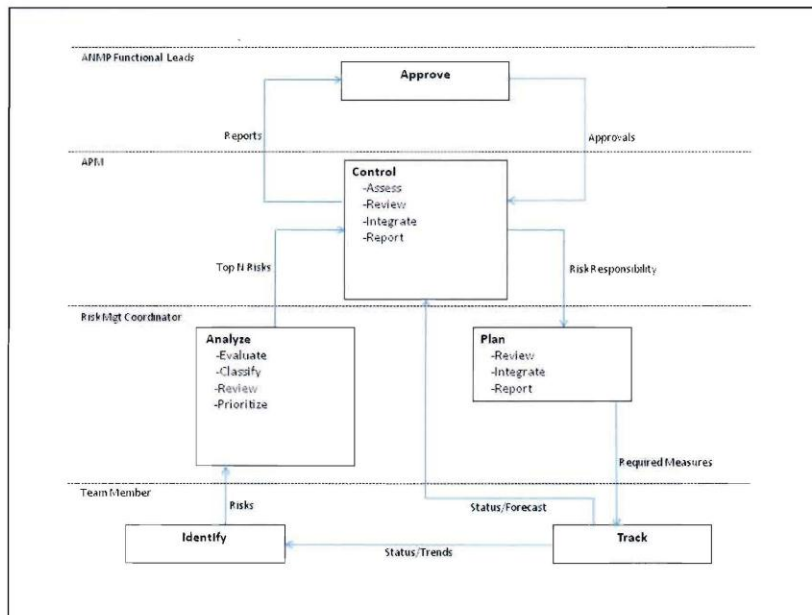 ANMP Functional Leads
Approve
Reports
Approvals
APM
Control
-Assess
-Review
-Integrate
-Report
Top N Risks
Risk Responsibility
Risk Mgt Coordinator
Analyze
-Evaluate
-Classify
-Review
-Prioritize
Plan
-Review
-Integrate
-Report
Required Measures
Team Member
Risks
Status/Forecast
Identify
Status/Trends
Track